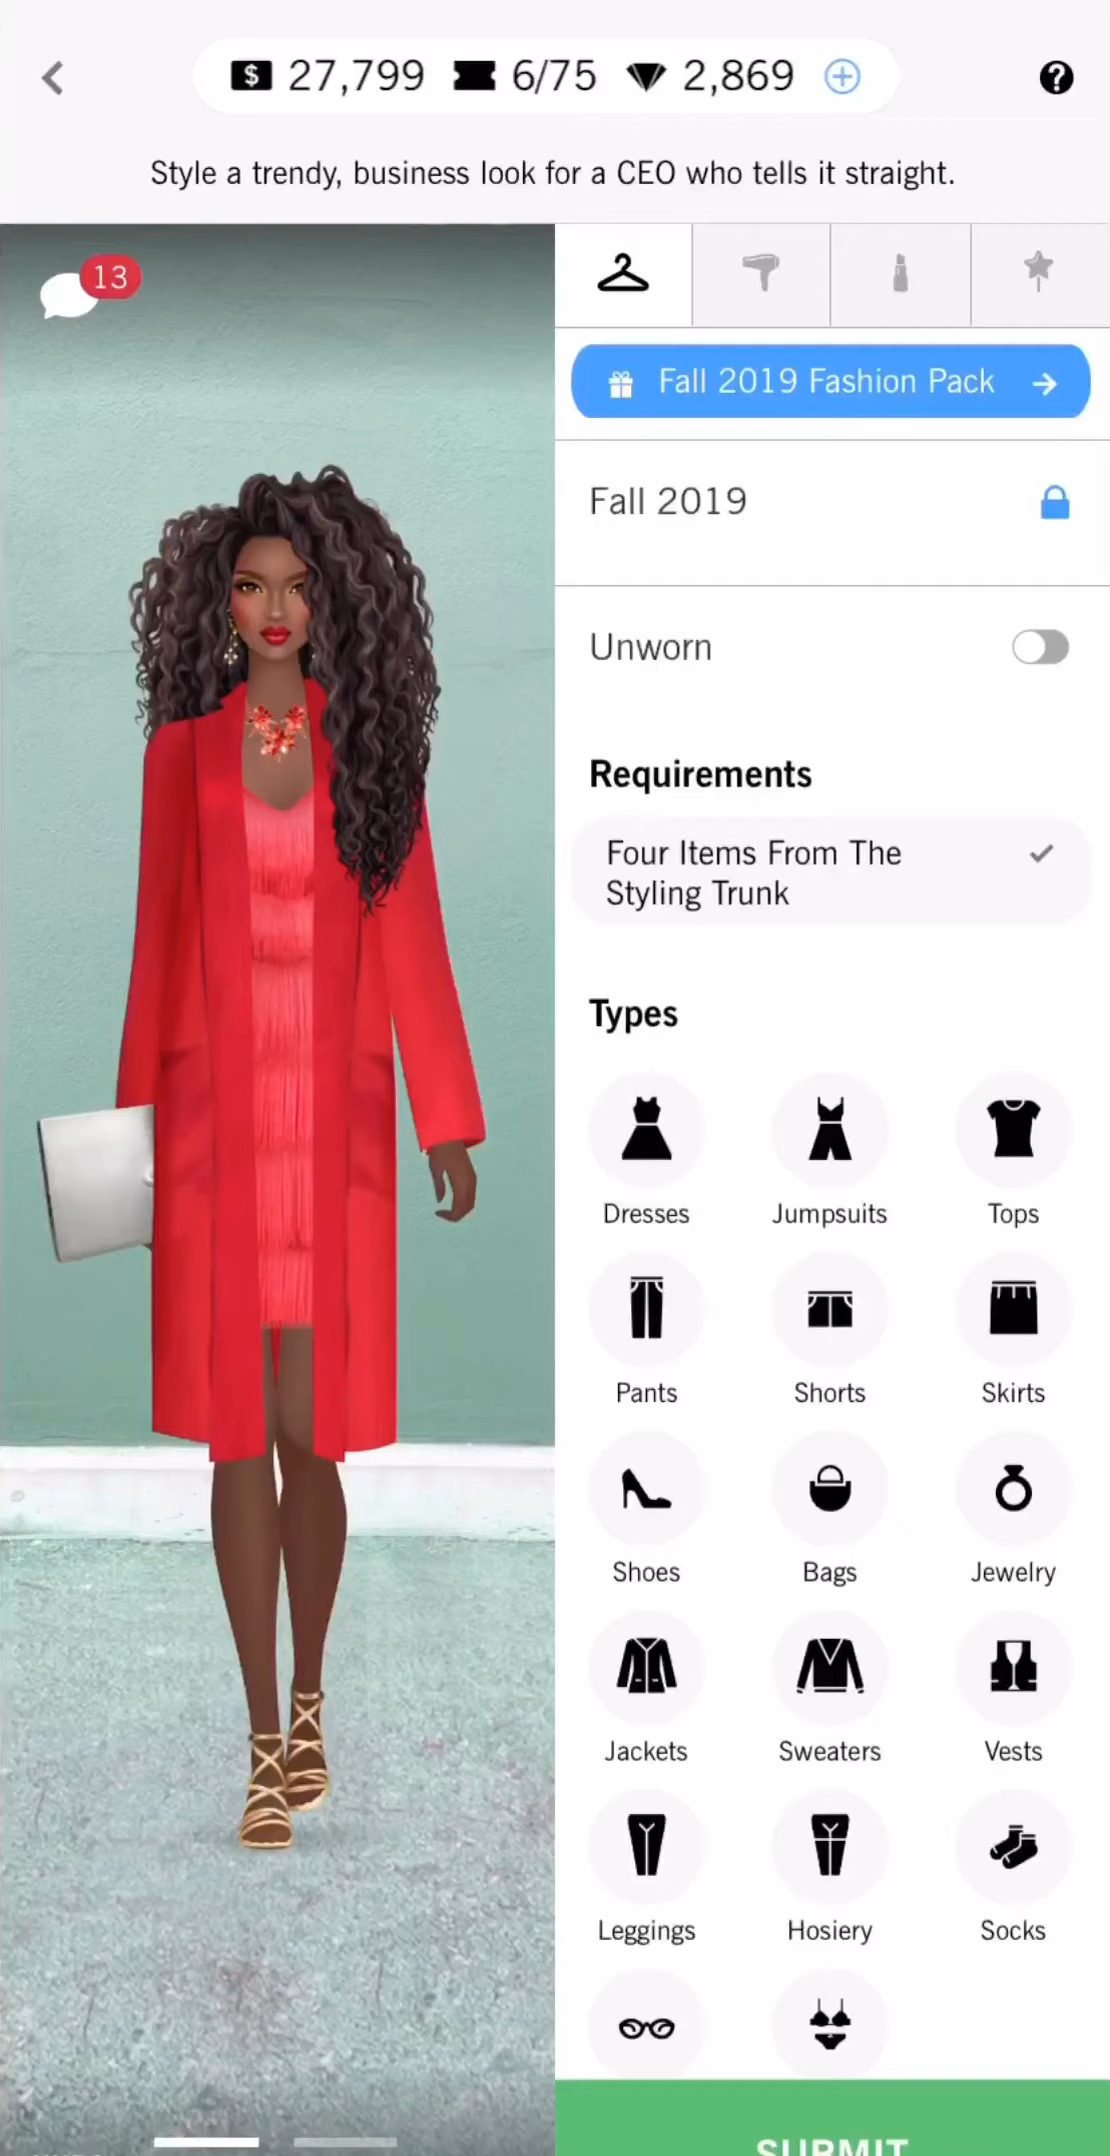 $ 27,799 6/75 2,869
?
Style a trendy, business look for a CEO who tells it straight.
13
Fall 2019 Fashion Pack
Fall 2019
Unworn
Requirements
Four Items From The
Styling Trunk
Types
Dresses Jumpsuits Tops
Pants Shorts Skirts
Shoes Bags Jewelry
Jackets Sweaters Vests
Leggings Hosiery Socks
SUBMIT